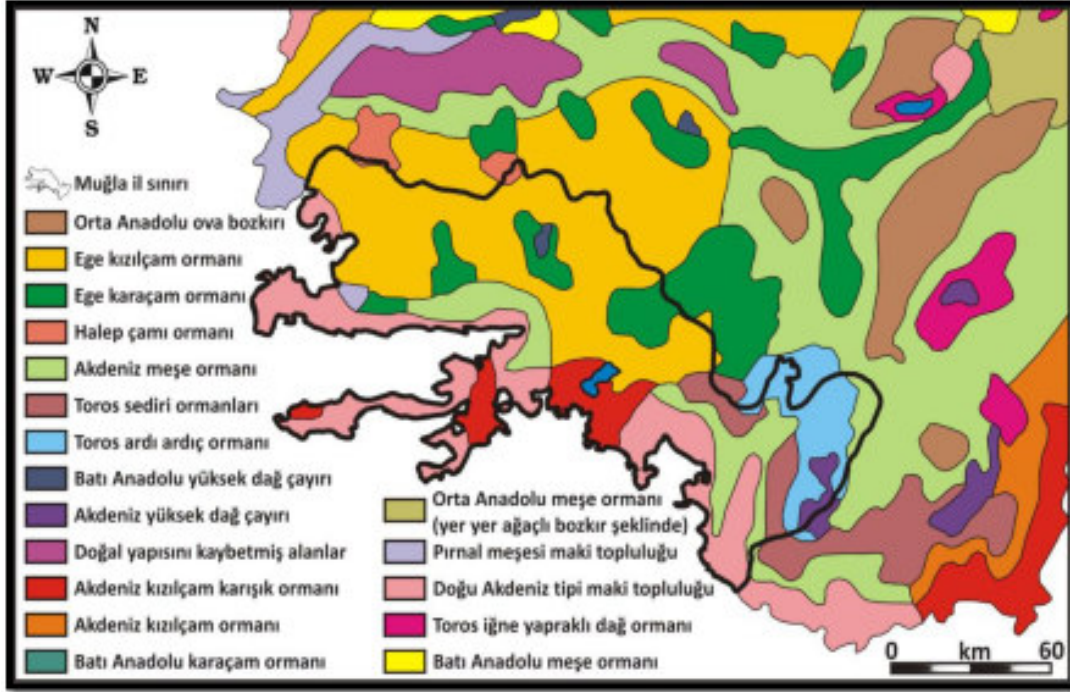 N
W E
S
Muğla il sınırı
Orta Anadolu ova bozkırı
Ege kızılçam ormanı
Ege karaçam ormanı
Halep çamı ormanı
Akdeniz meşe ormanı
Toros sediri ormanları
Toros ardı ardıç ormanı
Batı Anadolu yüksek dağ çayırı
Akdeniz yüksek dağ çayırı
Doğal yapısını kaybetmiş alanlar
Akdeniz kızılçam karışık ormanı
Akdeniz kızılçam ormanı
Batı Anadolu karaçam ormanı
Orta Anadolu meşe ormanı
(yer yer ağaçlı bozkır şeklinde)
Pırnal meşesi maki topluluğu
Doğu Akdeniz tipi maki topluluğu
Toros iğne yapraklı dağ ormanı
Batı Anadolu meşe ormanı
0 km 60